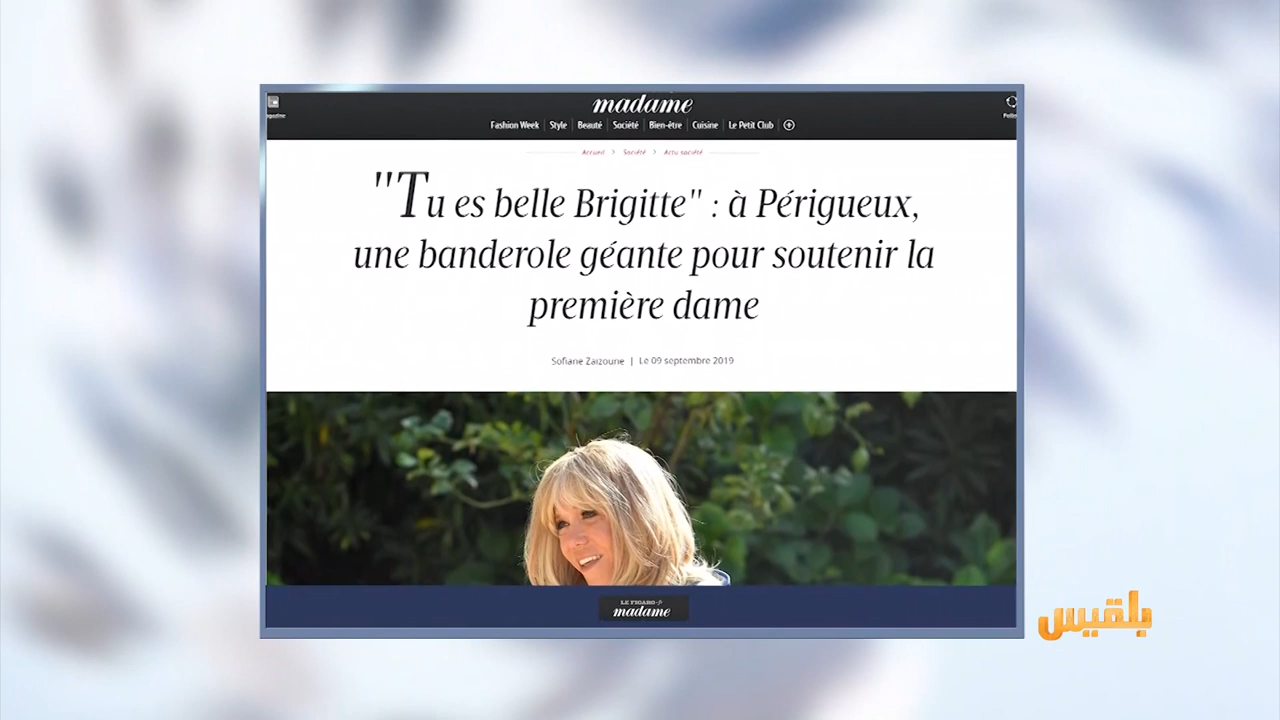 madame
Fashion Week Style Beauté Société Bien-être Cuisine Le Petit Club
Accueil > Société > Actu société
"Tu es belle Brigitte" : à Périgueux,
une banderole géante pour soutenir la
première dame
Sofiane Zaizoune | Le 09 septembre 2019
LE FIGARO.fr
madame
بلقيس